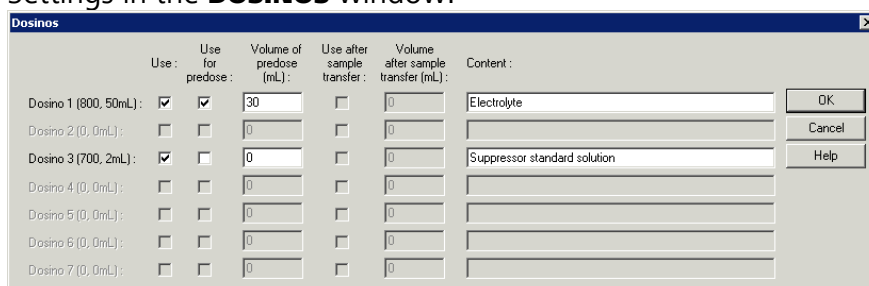 Settings in the DOSINOS window:
Dosinos
Use :
Use for predose :
Volume of predose (mL) :
Use after sample transfer :
Volume after sample transfer (mL) :
Content :
Dosino 1 (800, 50mL) : 30 0 Electrolyte OK
Dosino 2 (0, 0mL) : 0 0 Cancel
Dosino 3 (700, 2mL) : 0 0 Suppressor standard solution Help
Dosino 4 (0, 0mL) : 0 0
Dosino 5 (0, 0mL) : 0 0
Dosino 6 (0, 0mL) : 0 0
Dosino 7 (0, 0mL) : 0 0